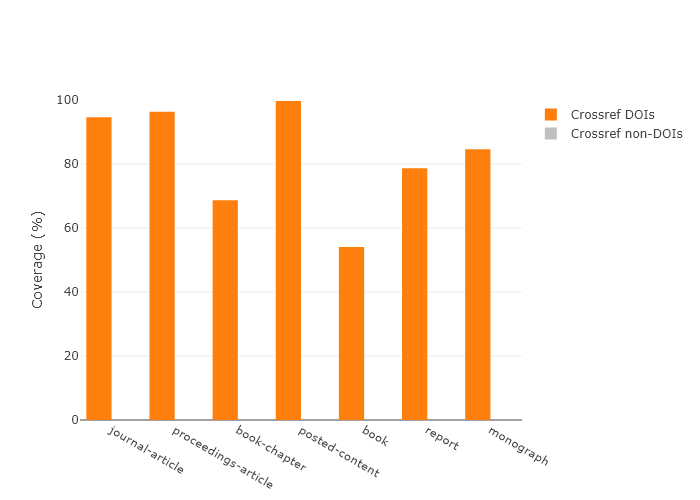 100
80
60
40
20
0
Coverage (%)
journal-article
proceedings-article
book-chapter
posted-content
book
report
monograph
Crossref DOIs
Crossref non-DOIs